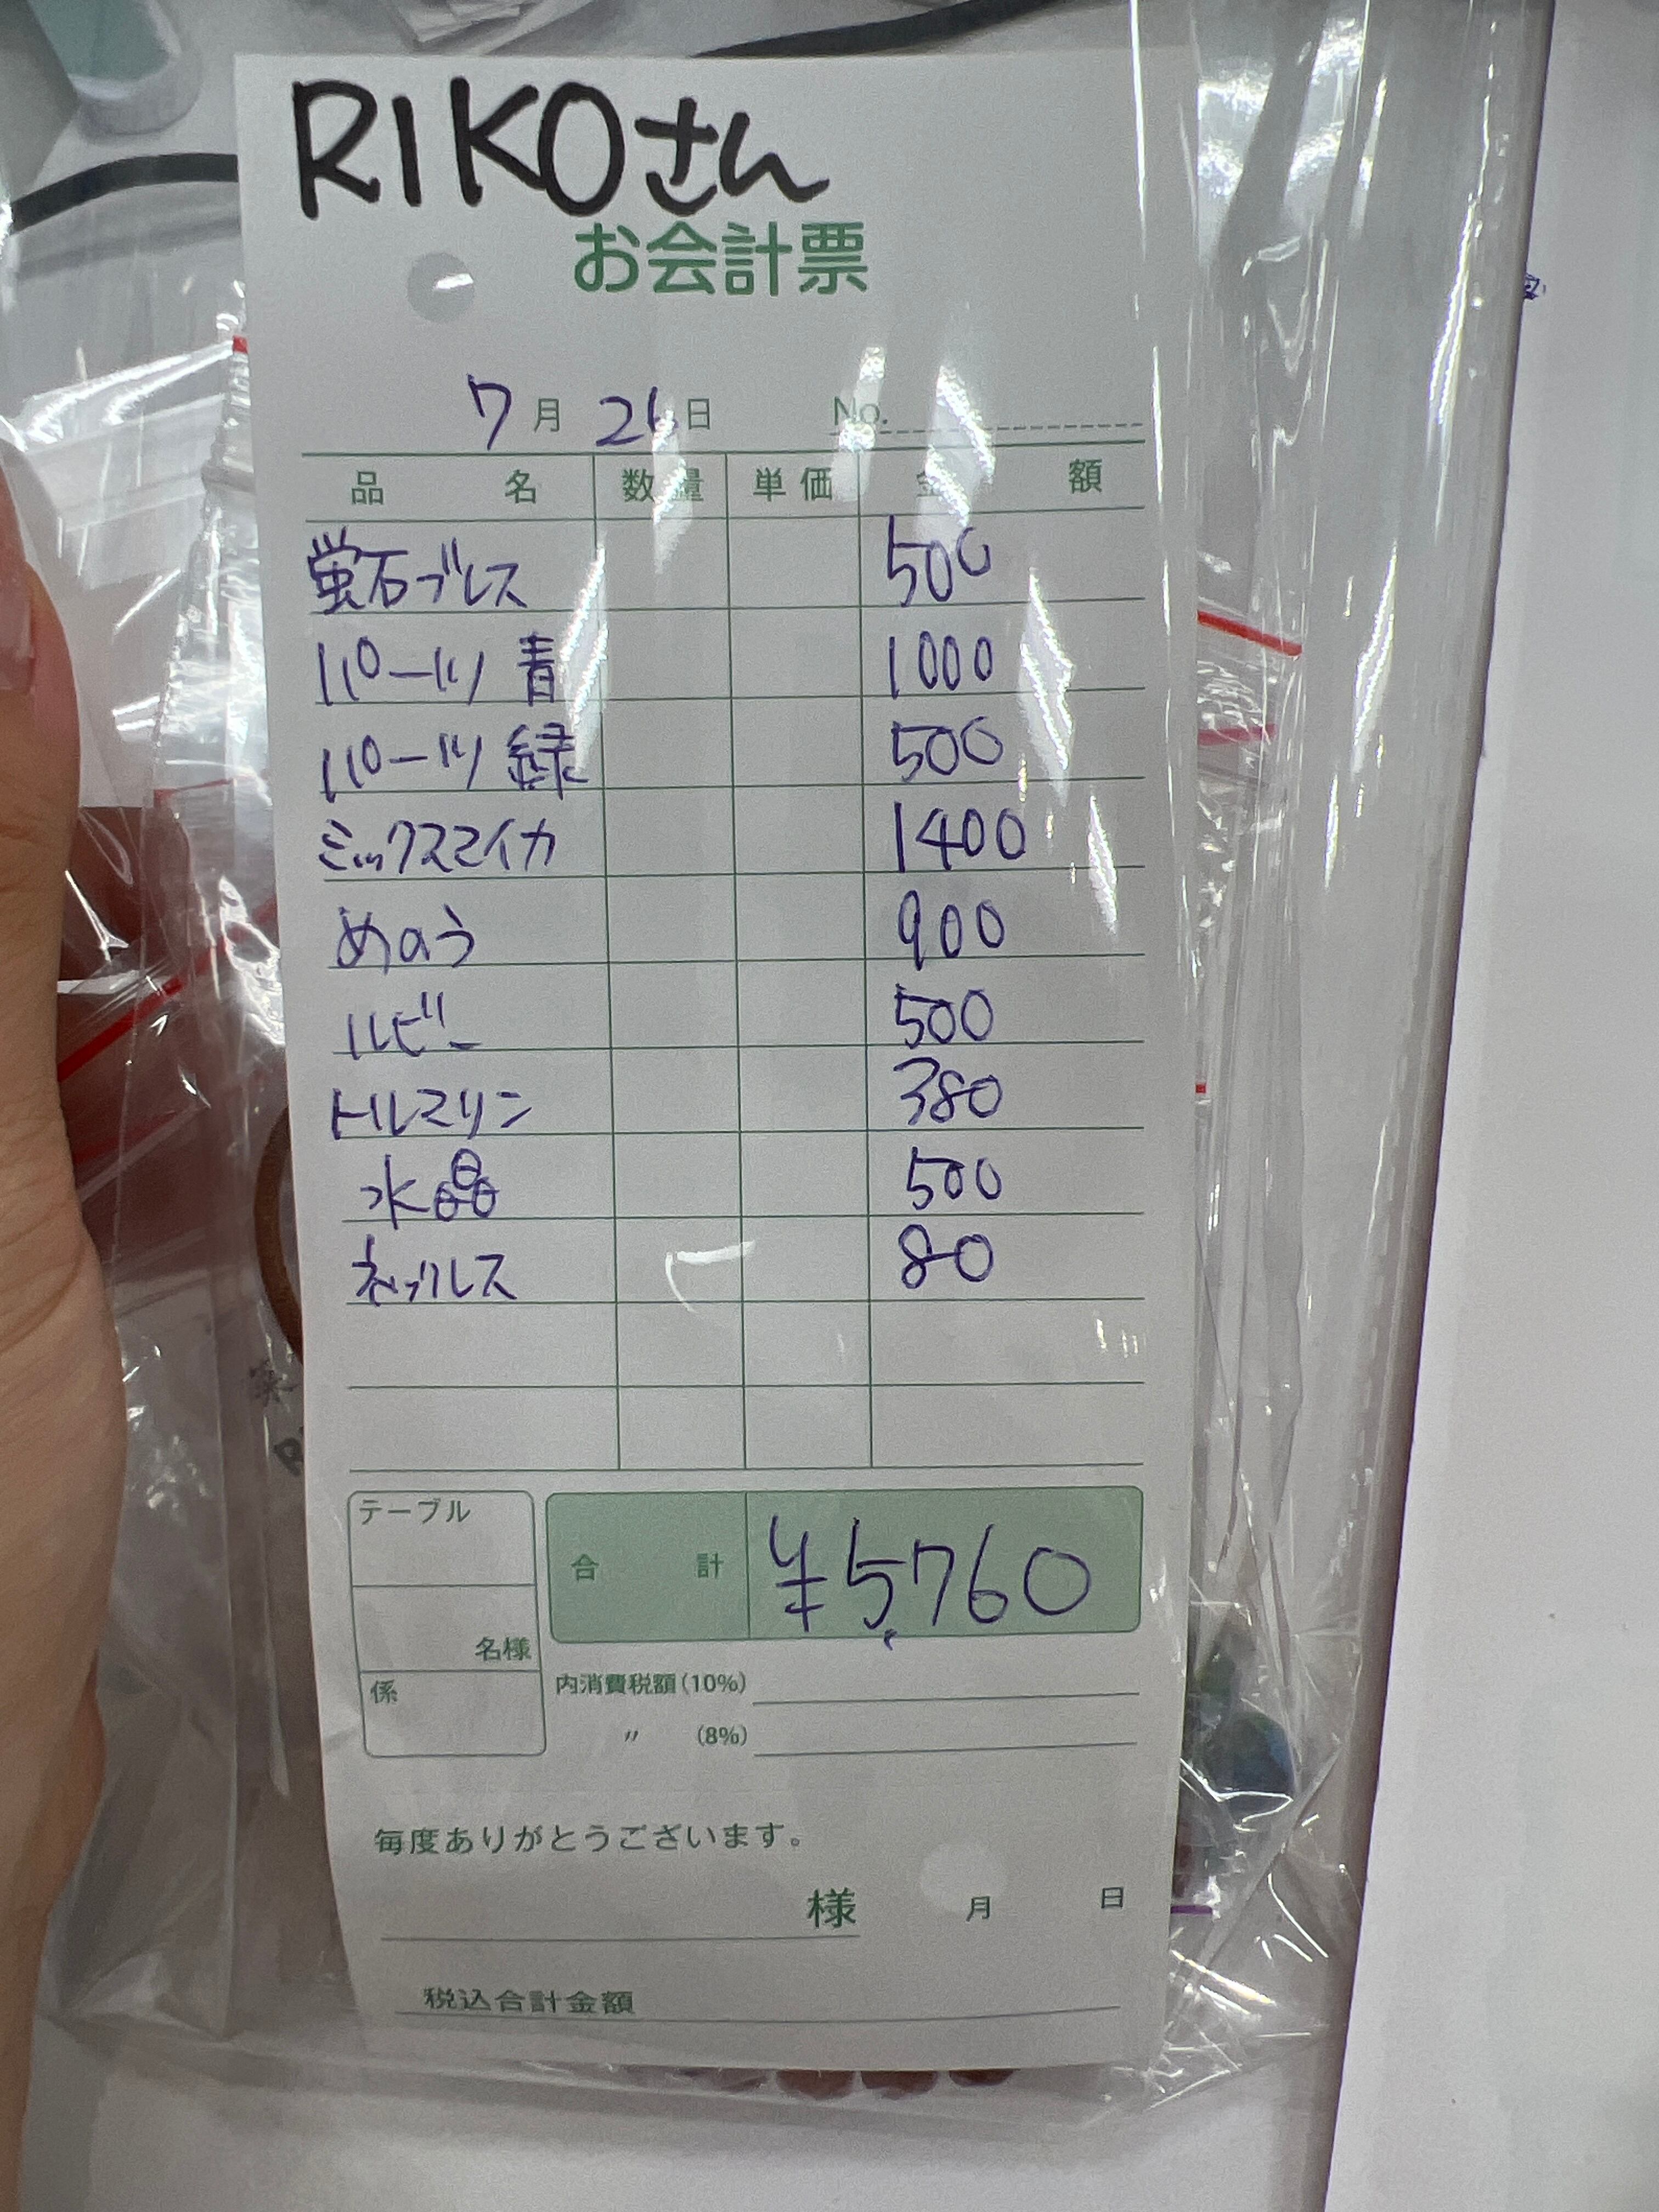 RIKOさん
お会計票
7月 26日 No.
品名 数量 単価 金額
蛍石ブレス 500
パーツ 青 1000
パーツ 緑 500
ミックスマイカ 1400
めのう 900
ルビー 500
トルマリン 380
水晶 500
ネックレス 80
テーブル
合計 ¥5,760
名様
係
内消費税額(10%)
〃 (8%)
毎度ありがとうございます。
様 月 日
税込合計金額